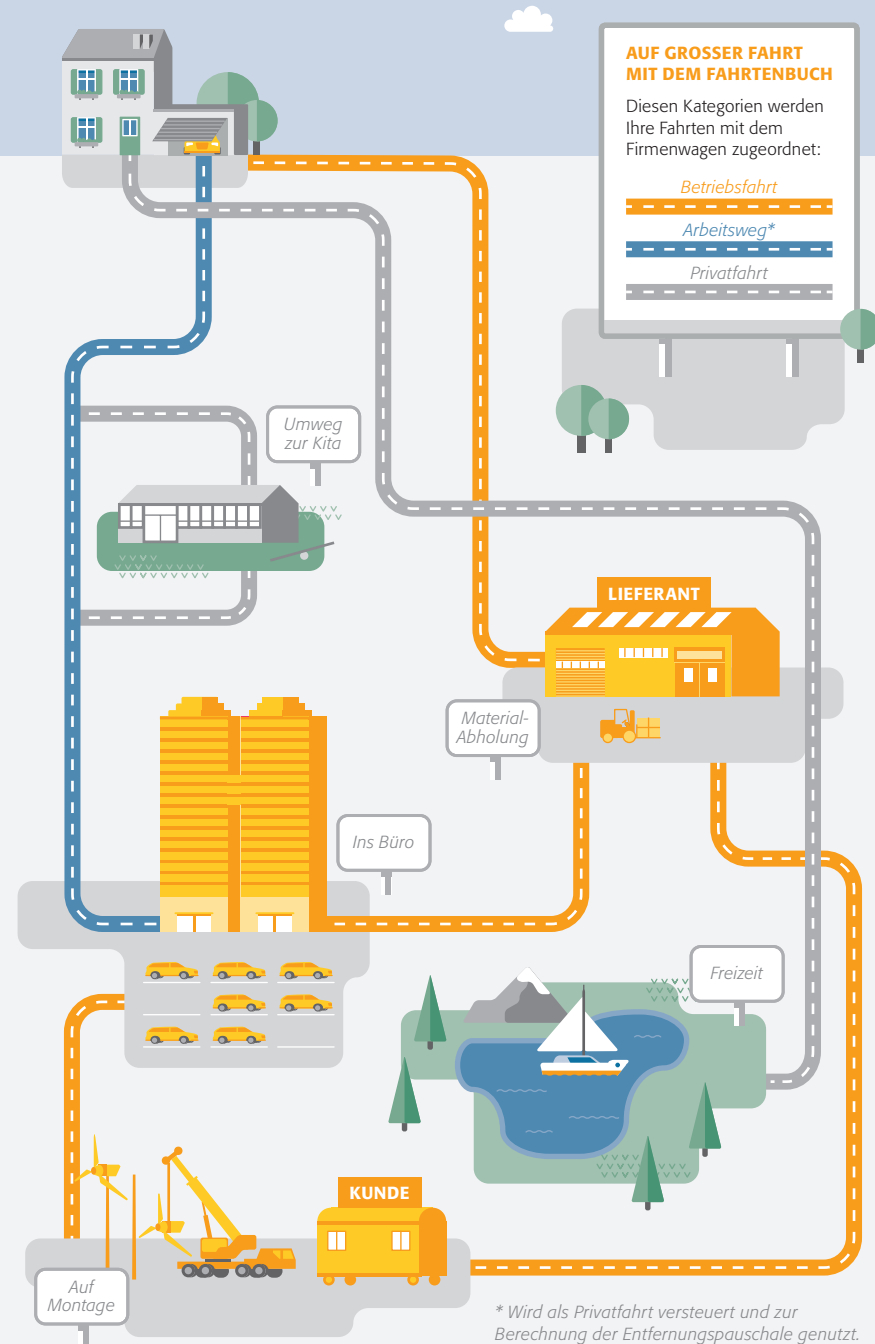 AUF GROSSER FAHRT
MIT DEM FAHRTENBUCH
Diesen Kategorien werden
Ihre Fahrten mit dem
Firmenwagen zugeordnet:
Betriebsfahrt
Arbeitsweg*
Privatfahrt
Umweg
zur Kita
LIEFERANT
Material-
Abholung
Ins Büro
Freizeit
KUNDE
Auf
Montage
* Wird als Privatfahrt versteuert und zur
Berechnung der Entfernungspauschale genutzt.